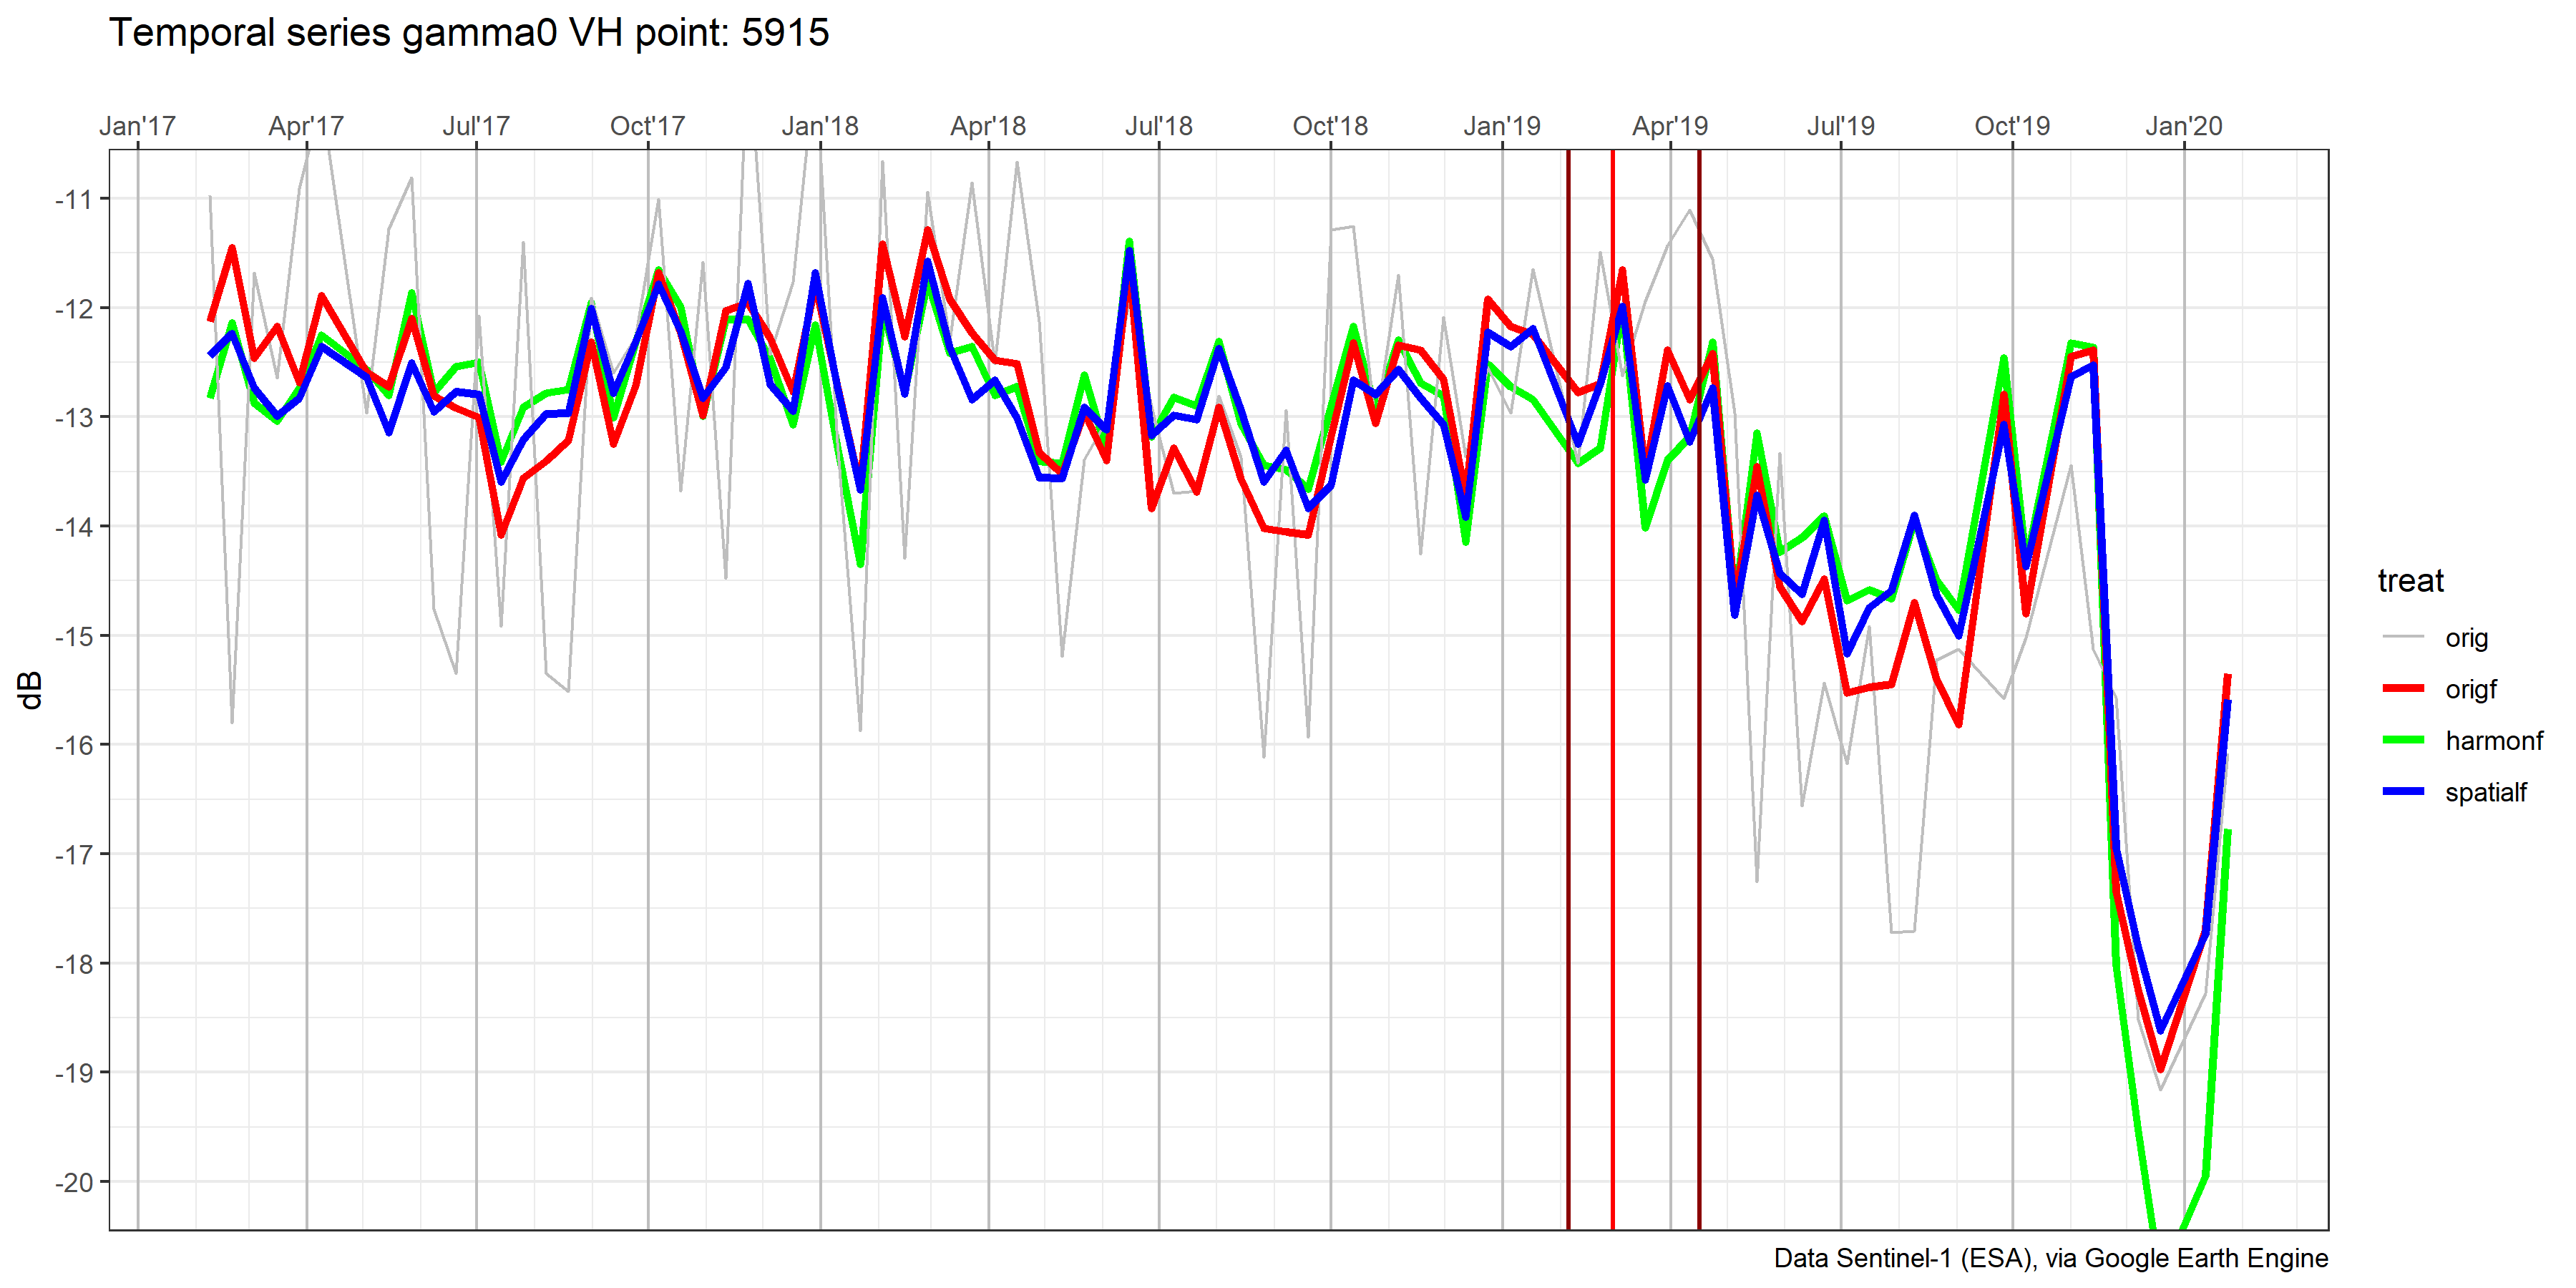 Temporal series gamma0 VH point: 5915
Jan'17 Apr'17 Jul'17 Oct'17 Jan'18 Apr'18 Jul'18 Oct'18 Jan'19 Apr'19 Jul'19 Oct'19 Jan'20
-11
-12
-13
-14
-15
-16
-17
-18
-19
-20
dB
treat
orig
origf
harmonf
spatialf
Data Sentinel-1 (ESA), via Google Earth Engine